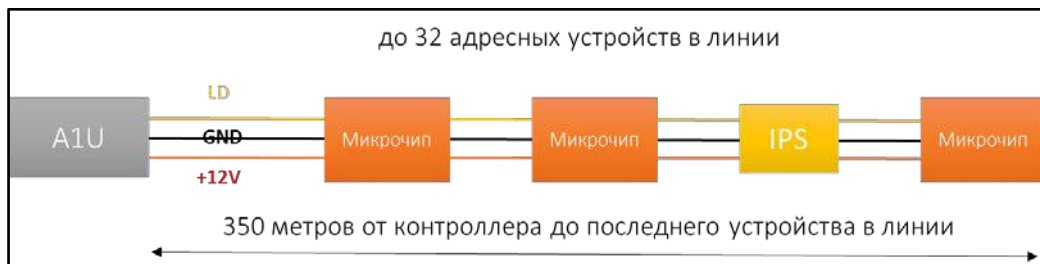 до 32 адресных устройств в линии
LD
A1U
GND
Микрочип
Микрочип
IPS
Микрочип
+12V
350 метров от контроллера до последнего устройства в линии